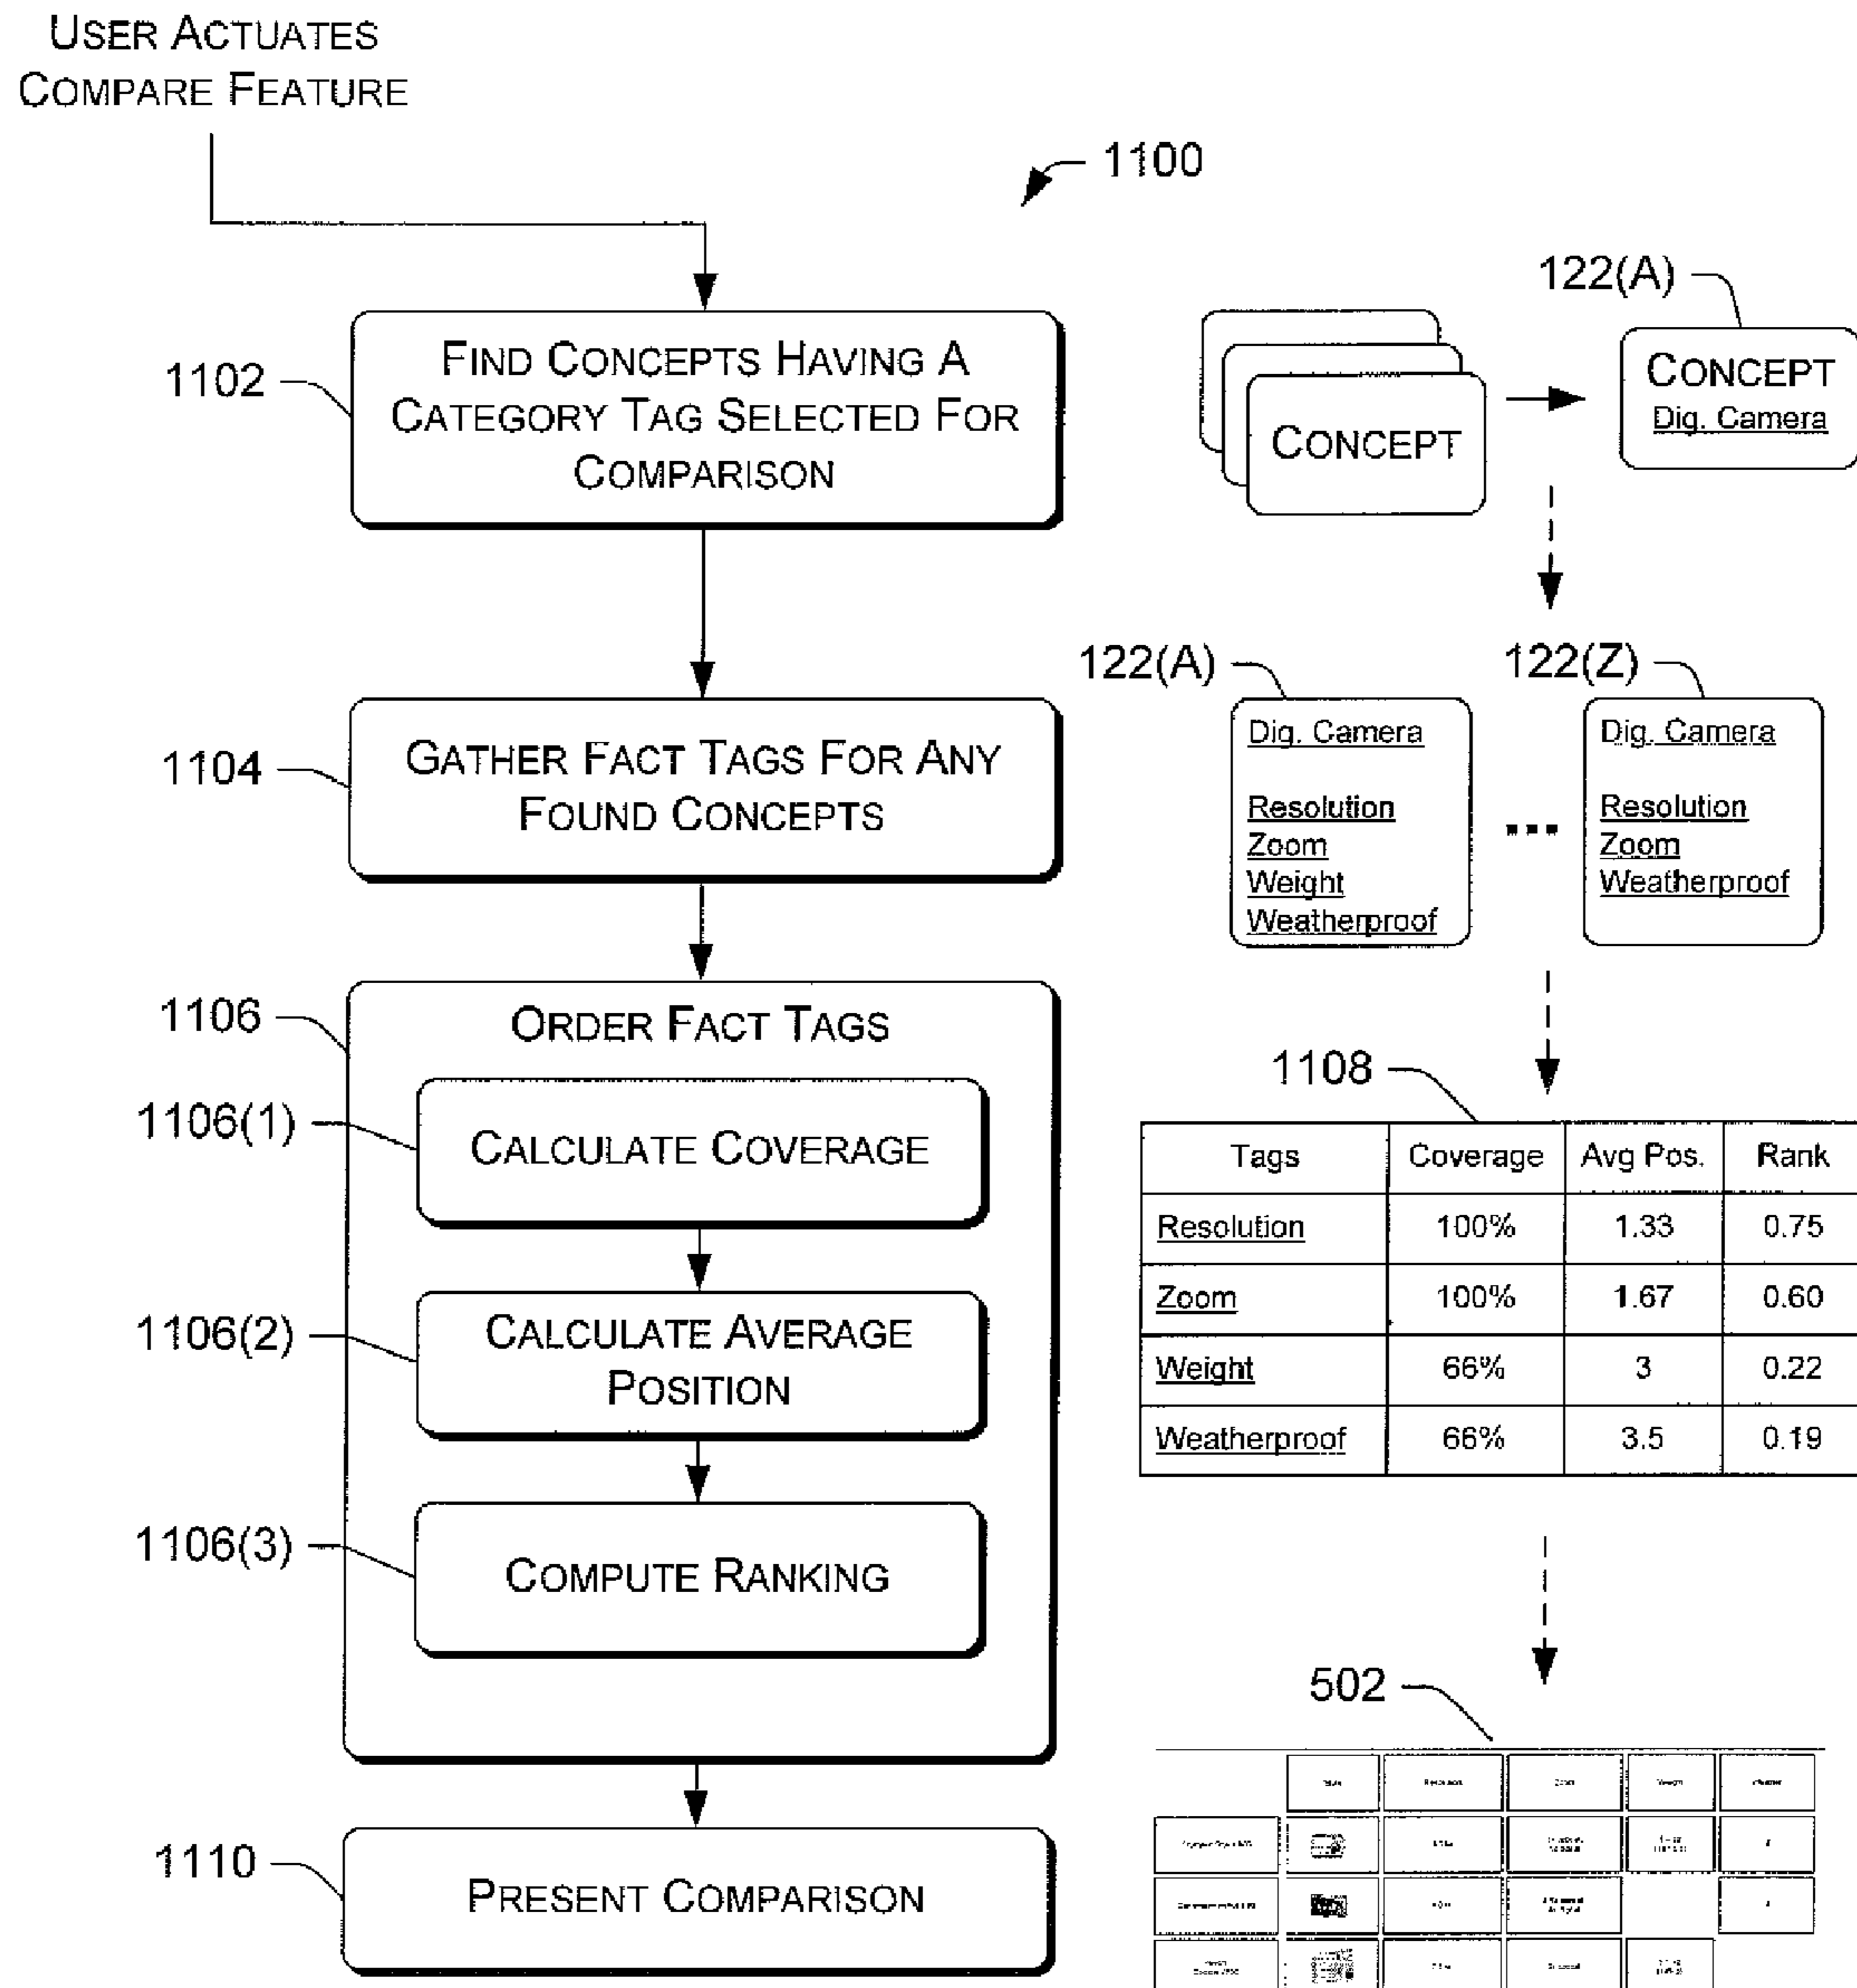 USER ACTUATES
COMPARE FEATURE
1100
1102
FIND CONCEPTS HAVING A
CATEGORY TAG SELECTED FOR
COMPARISON
CONCEPT
122(A)
CONCEPT
Dig. Camera
1104
GATHER FACT TAGS FOR ANY
FOUND CONCEPTS
122(A)
Dig. Camera
Resolution
Zoom
Weight
Weatherproof
...
122(Z)
Dig. Camera
Resolution
Zoom
Weatherproof
1106
ORDER FACT TAGS
1106(1)
CALCULATE COVERAGE
1106(2)
CALCULATE AVERAGE
POSITION
1106(3)
COMPUTE RANKING
1108
Tags Coverage Avg Pos. Rank
Resolution 100% 1.33 0.75
Zoom 100% 1.67 0.60
Weight 66% 3 0.22
Weatherproof 66% 3.5 0.19
1110
PRESENT COMPARISON
502
Resolution Zoom Weight